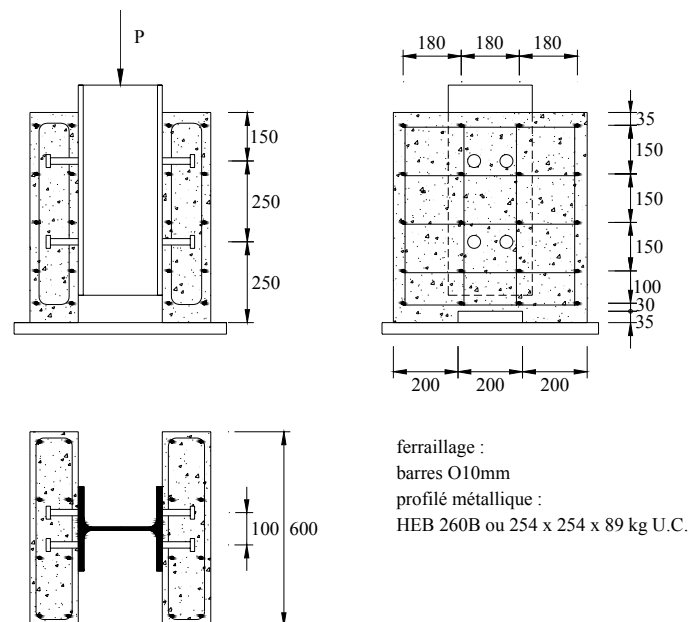 P
150
250
250
180 180 180
35
150
150
150
100
30
35
200 200 200
100 600
ferraillage :
barres O10mm
profilé métallique :
HEB 260B ou 254 x 254 x 89 kg U.C.